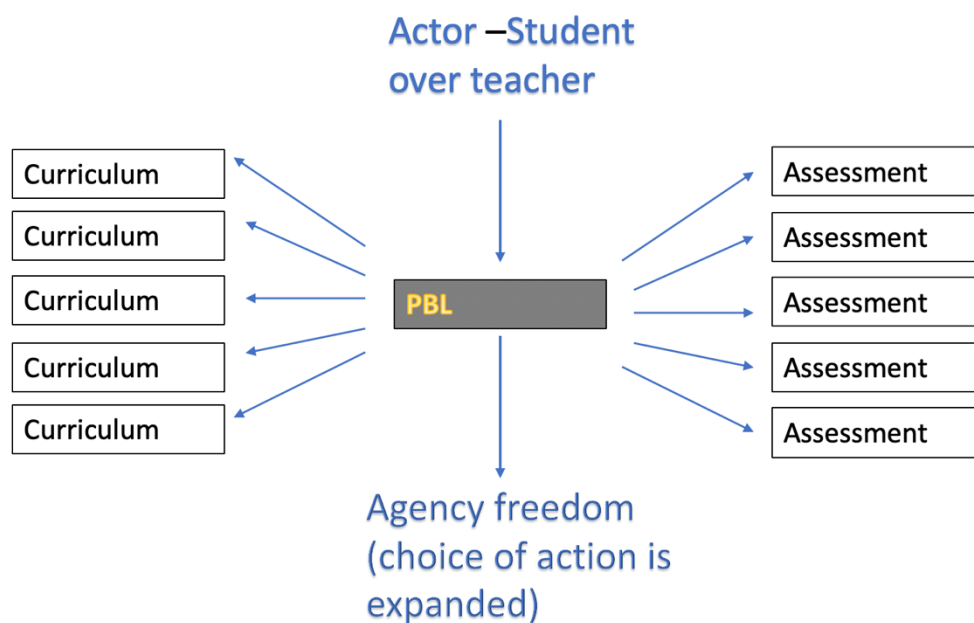 Actor –Student
over teacher
Curriculum
Curriculum
Curriculum
Curriculum
Curriculum
PBL
Assessment
Assessment
Assessment
Assessment
Assessment
Agency freedom
(choice of action is
expanded)